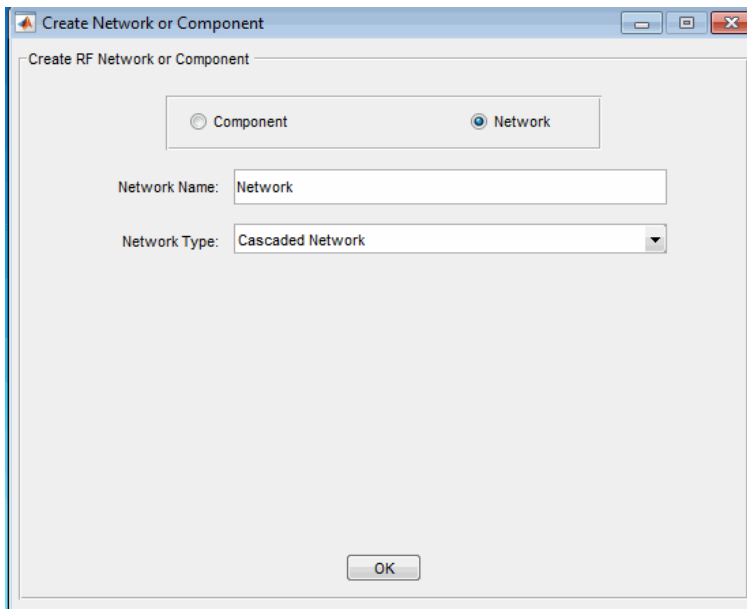 Create Network or Component
Create RF Network or Component
Component Network
Network Name: Network
Network Type: Cascaded Network
OK